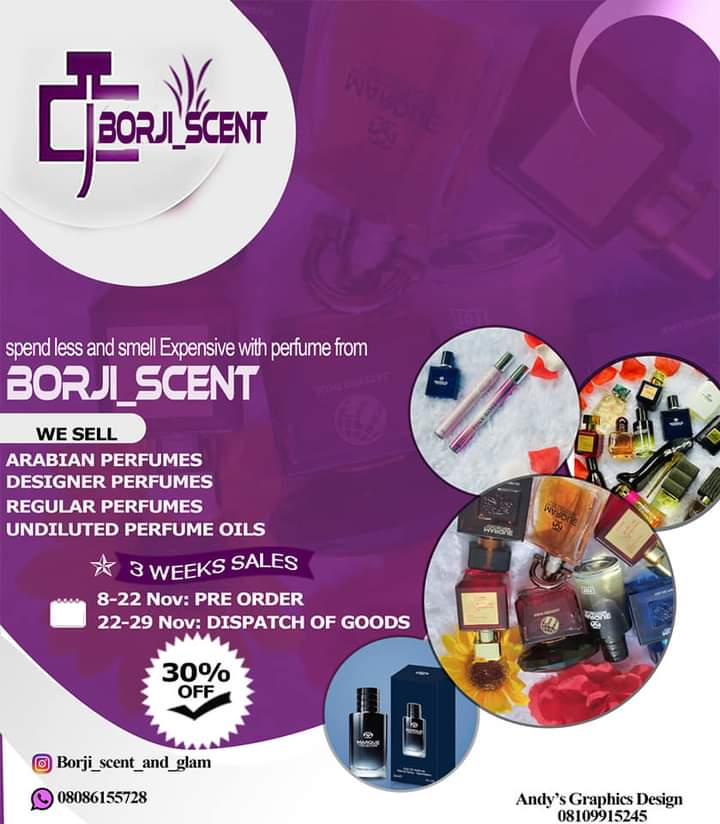 BORJI_SCENT
spend less and smell Expensive with perfume from
BORJI_SCENT
WE SELL
ARABIAN PERFUMES
DESIGNER PERFUMES
REGULAR PERFUMES
UNDILUTED PERFUME OILS
3 WEEKS SALES
8-22 Nov: PRE ORDER
22-29 Nov: DISPATCH OF GOODS
30%
OFF
MARQUE
Borji_scent_and_glam
08086155728
Andy's Graphics Design
08109915245